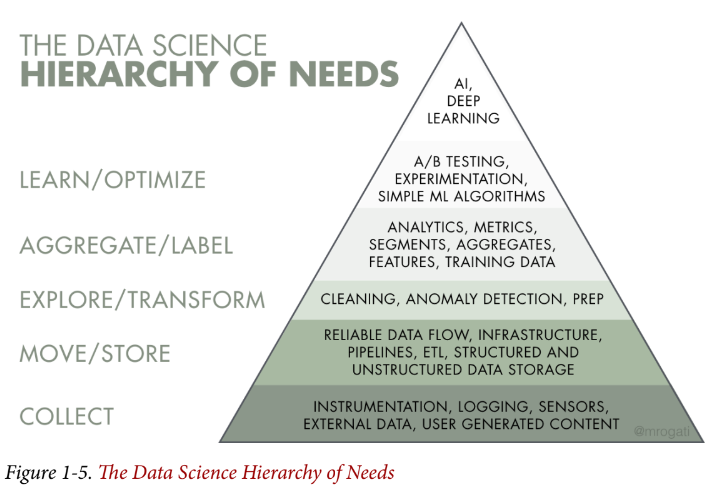 THE DATA SCIENCE
HIERARCHY OF NEEDS
AI,
DEEP
LEARNING
LEARN/OPTIMIZE
A/B TESTING,
EXPERIMENTATION,
SIMPLE ML ALGORITHMS
AGGREGATE/LABEL
ANALYTICS, METRICS,
SEGMENTS, AGGREGATES,
FEATURES, TRAINING DATA
EXPLORE/TRANSFORM
CLEANING, ANOMALY DETECTION, PREP
MOVE/STORE
RELIABLE DATA FLOW, INFRASTRUCTURE,
PIPELINES, ETL, STRUCTURED AND
UNSTRUCTURED DATA STORAGE
COLLECT
INSTRUMENTATION, LOGGING, SENSORS,
EXTERNAL DATA, USER GENERATED CONTENT
@mrogati
Figure 1-5. The Data Science Hierarchy of Needs